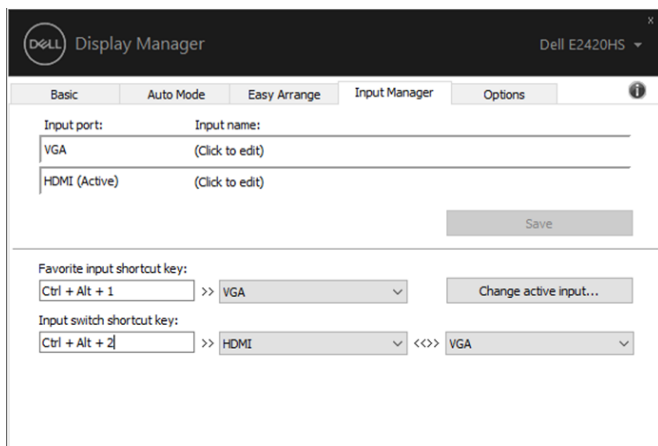 x
DELL Display Manager Dell E2420HS
Basic Auto Mode Easy Arrange Input Manager Options i
Input port: Input name:
VGA (Click to edit)
HDMI (Active) (Click to edit)
Save
Favorite input shortcut key:
Ctrl + Alt + 1 >> VGA Change active input...
Input switch shortcut key:
Ctrl + Alt + 2 >> HDMI <<>> VGA